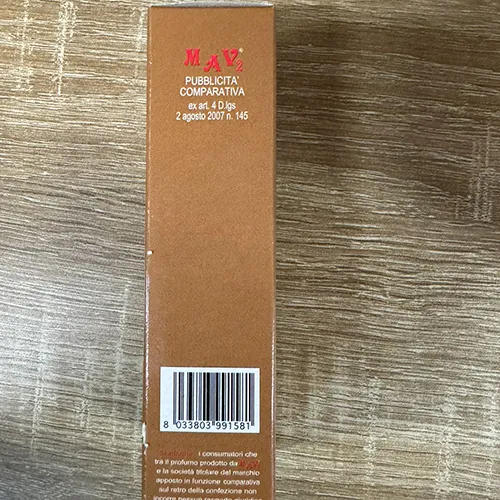 MAV2®
PUBBLICITA'
COMPARATIVA
ex art. 4 D.lgs
2 agosto 2007 n. 145
8 033803 991581
i consumatori che
tra il profumo prodotto da
e la società titolare del marchio
apposto in funzione comparativa
sul retro della confezione non